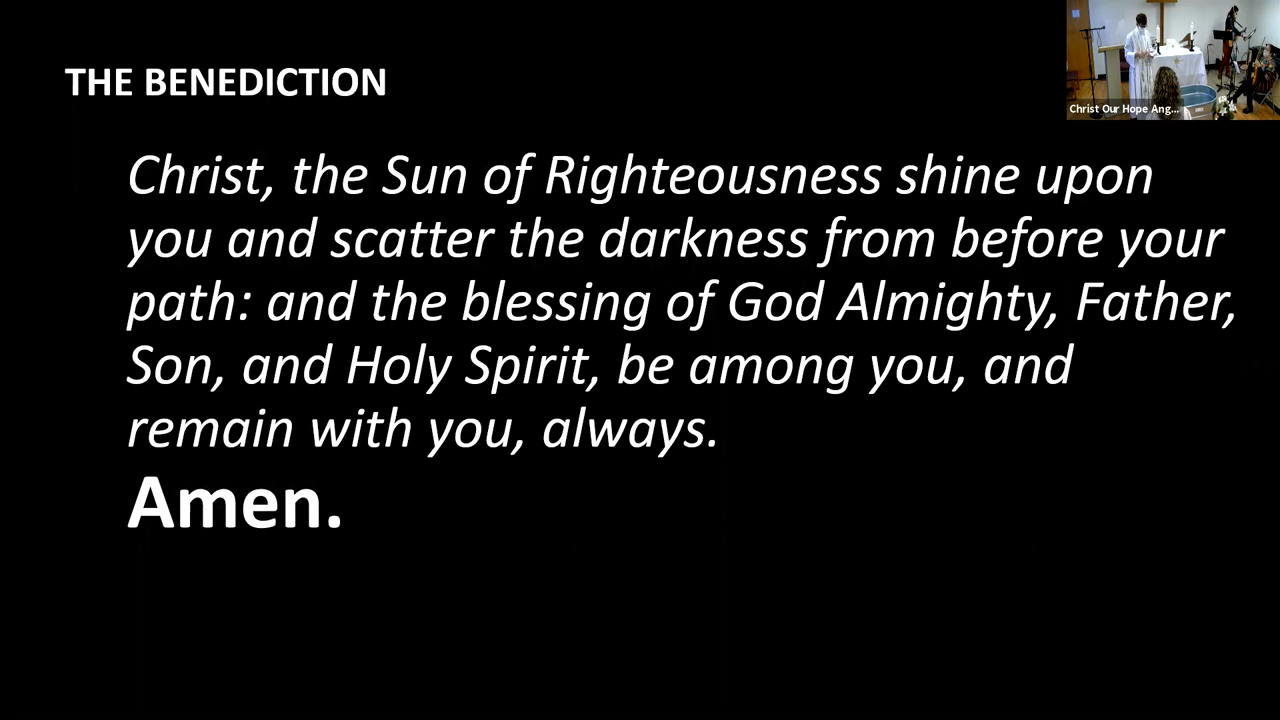 THE BENEDICTION
Christ Our Hope Ang...
Christ, the Sun of Righteousness shine upon
you and scatter the darkness from before your
path: and the blessing of God Almighty, Father,
Son, and Holy Spirit, be among you, and
remain with you, always.
Amen.